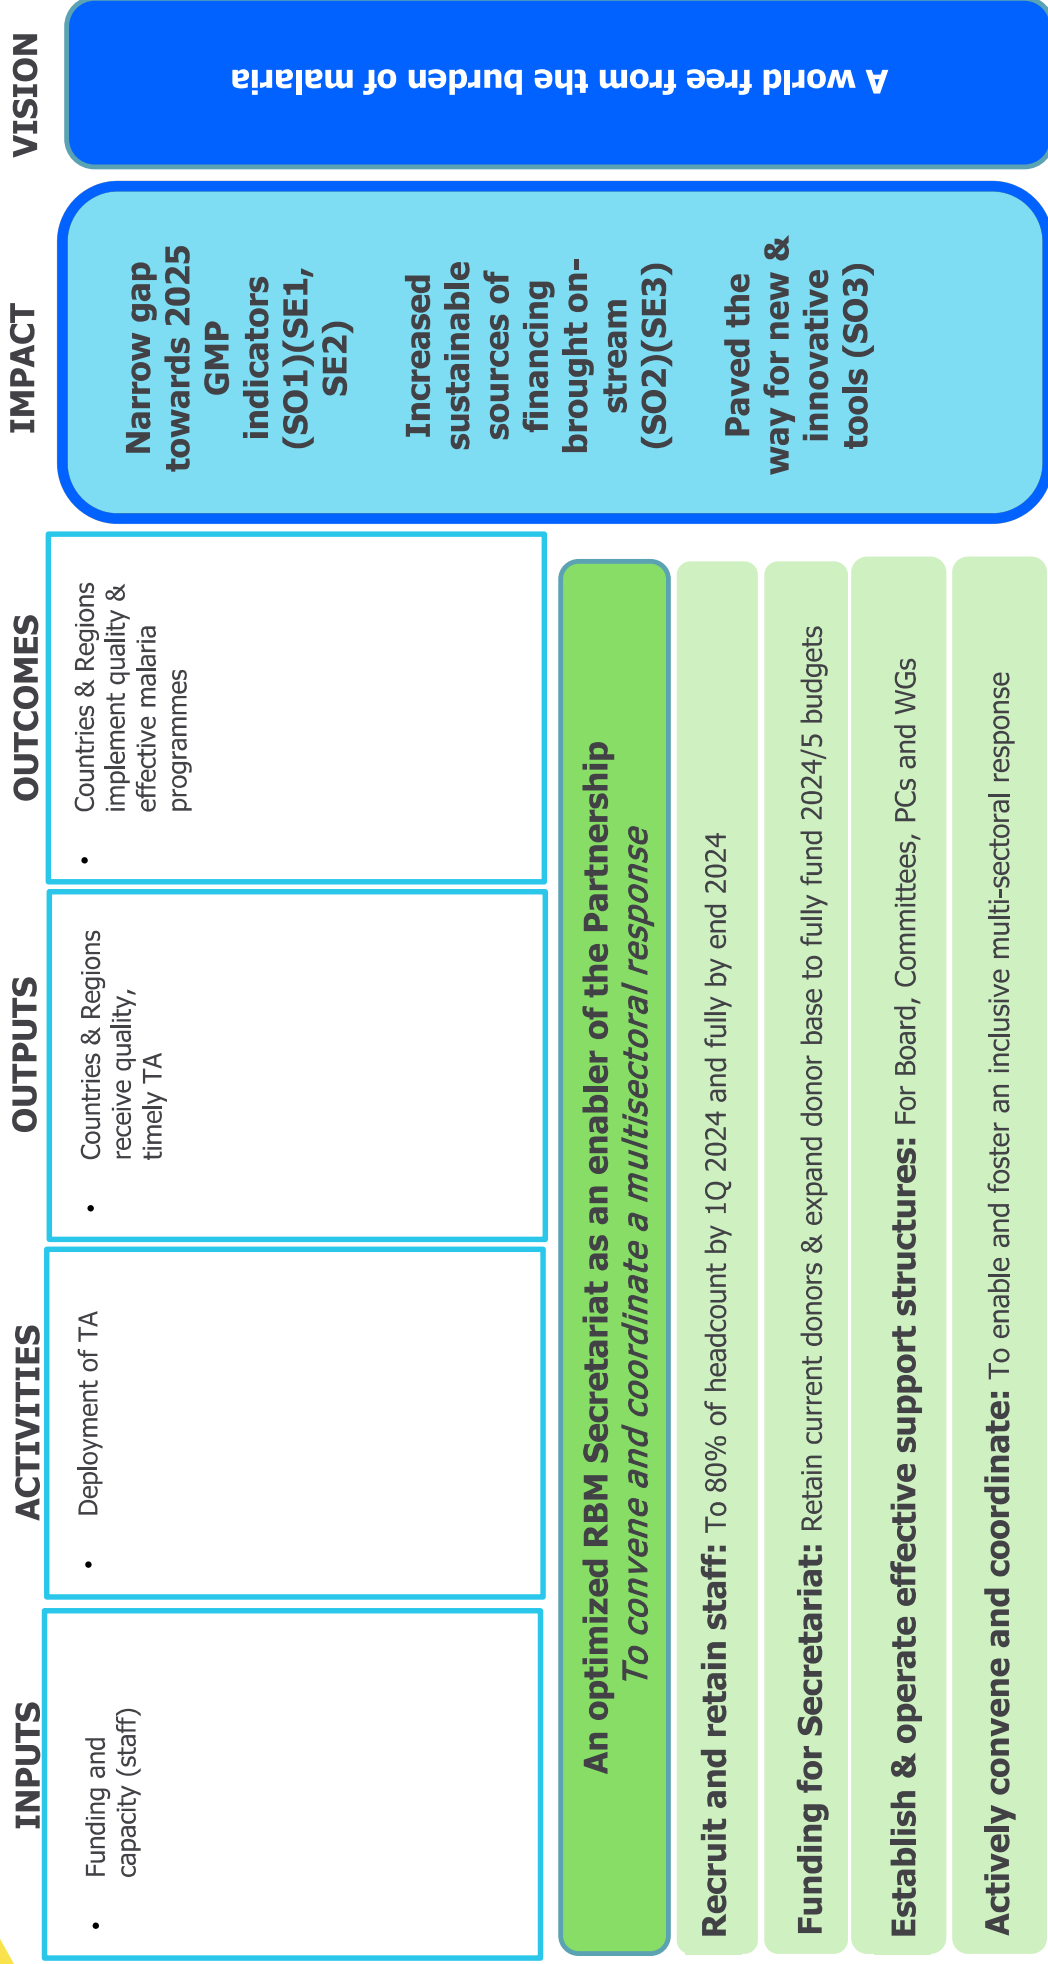 INPUTS
ACTIVITIES
OUTPUTS
OUTCOMES
IMPACT
VISION
• Funding and
capacity (staff)
• Deployment of TA
• Countries & Regions
receive quality,
timely TA
• Countries & Regions
implement quality &
effective malaria
programmes
Narrow gap
towards 2025
GMP
indicators
(SO1)(SE1,
SE2)
Increased
sustainable
sources of
financing
brought on-
stream
(SO2)(SE3)
Paved the
way for new &
innovative
tools (SO3)
A world free from the burden of malaria
An optimized RBM Secretariat as an enabler of the Partnership
To convene and coordinate a multisectoral response
Recruit and retain staff: To 80% of headcount by 1Q 2024 and fully by end 2024
Funding for Secretariat: Retain current donors & expand donor base to fully fund 2024/5 budgets
Establish & operate effective support structures: For Board, Committees, PCs and WGs
Actively convene and coordinate: To enable and foster an inclusive multi-sectoral response